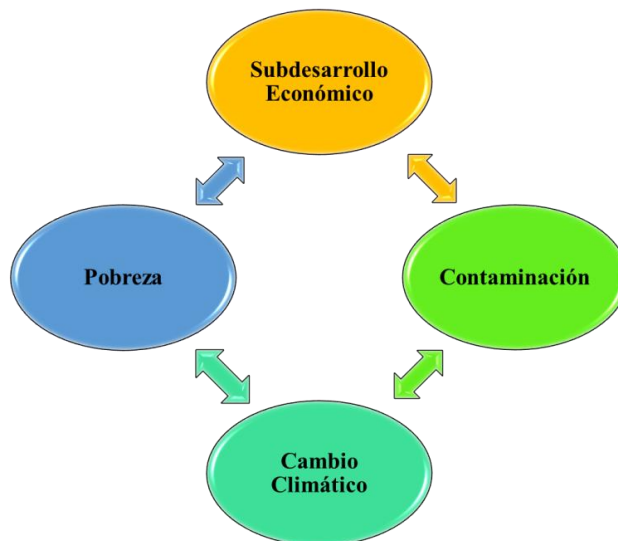 Subdesarrollo
Económico
Pobreza
Contaminación
Cambio
Climático